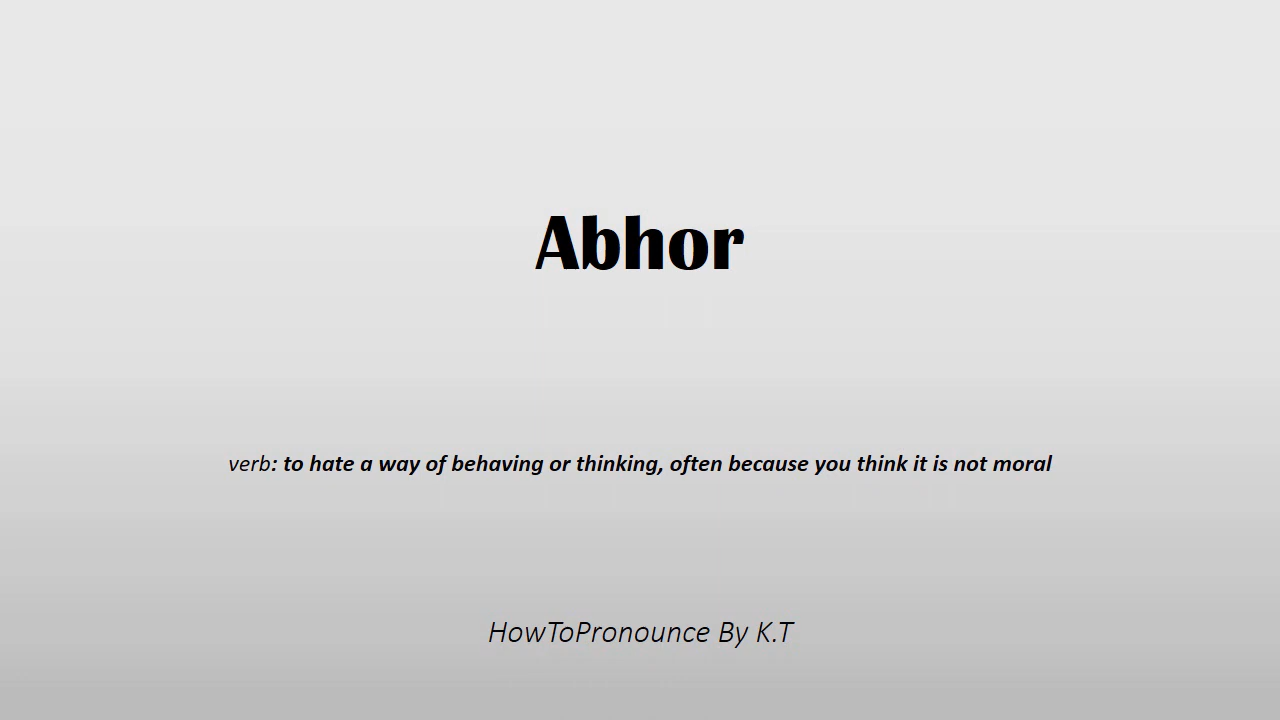 Abhor
verb: to hate a way of behaving or thinking, often because you think it is not moral
HowToPronounce By K.T